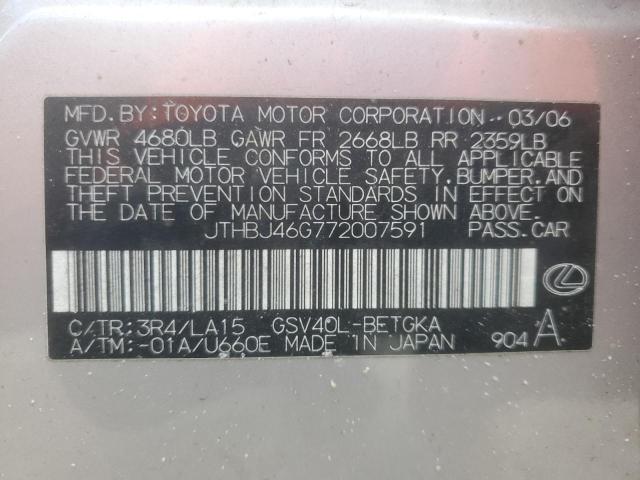 MFD. BY:TOYOTA MOTOR CORPORATION 03/06
GVWR 4680LB GAWR FR 2668LB RR 2359LB
THIS VEHICLE CONFORMS TO ALL APPLICABLE
FEDERAL MOTOR VEHICLE SAFETY,BUMPER,AND
THEFT PREVENTION STANDARDS IN EFFECT ON
THE DATE OF MANUFACTURE SHOWN ABOVE.
JTHBJ46G772007591 PASS.CAR
C/TR:3R4/LA15 GSV40L-BETGKA
A/TM:-01A/U660E MADE IN JAPAN 904 A